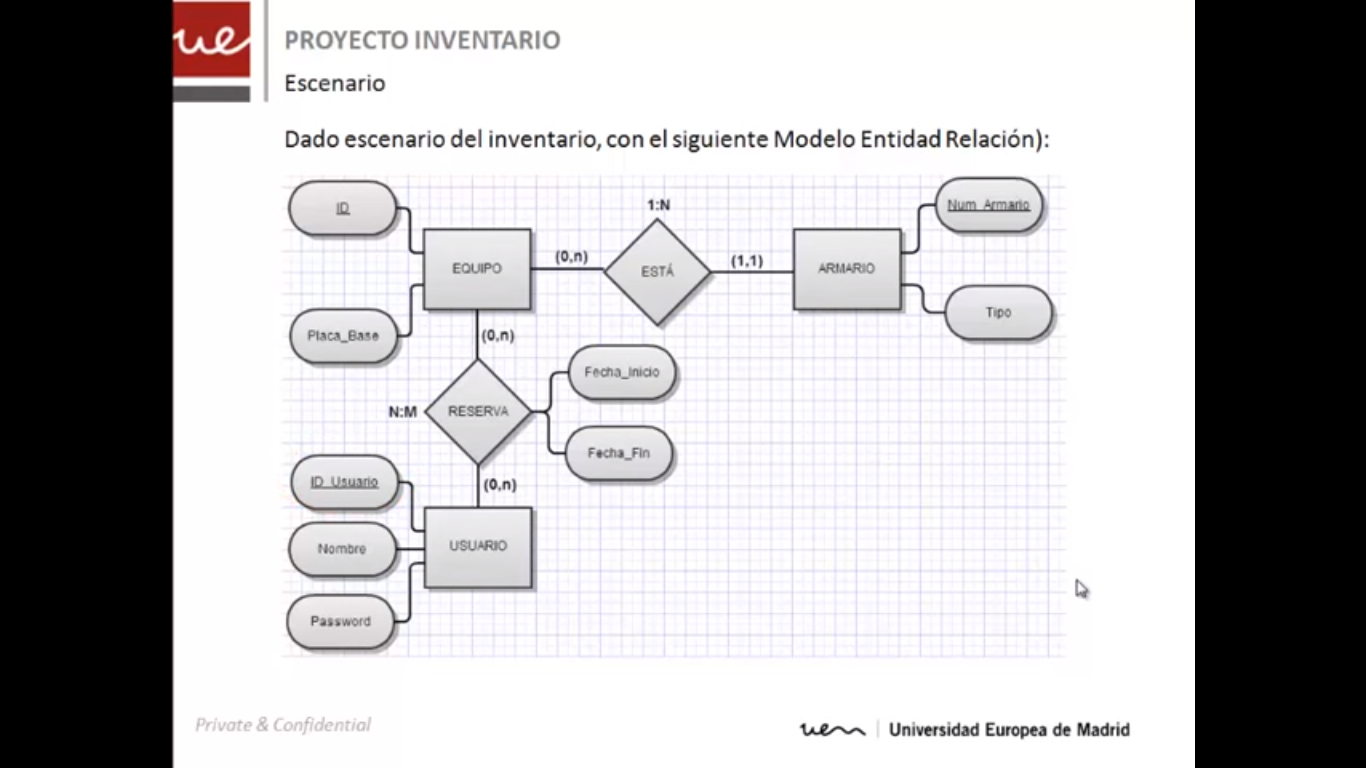 ue
PROYECTO INVENTARIO
Escenario
Dado escenario del inventario, con el siguiente Modelo Entidad Relación):
ID
Num_Armario
1:N
EQUIPO
(0,n)
ESTÁ
(1,1)
ARMARIO
Placa_Base
Tipo
(0,n)
Fecha_Inicio
N:M
RESERVA
Fecha_Fin
ID_Usuario
(0,n)
Nombre
USUARIO
Password
Private & Confidential
uem
Universidad Europea de Madrid